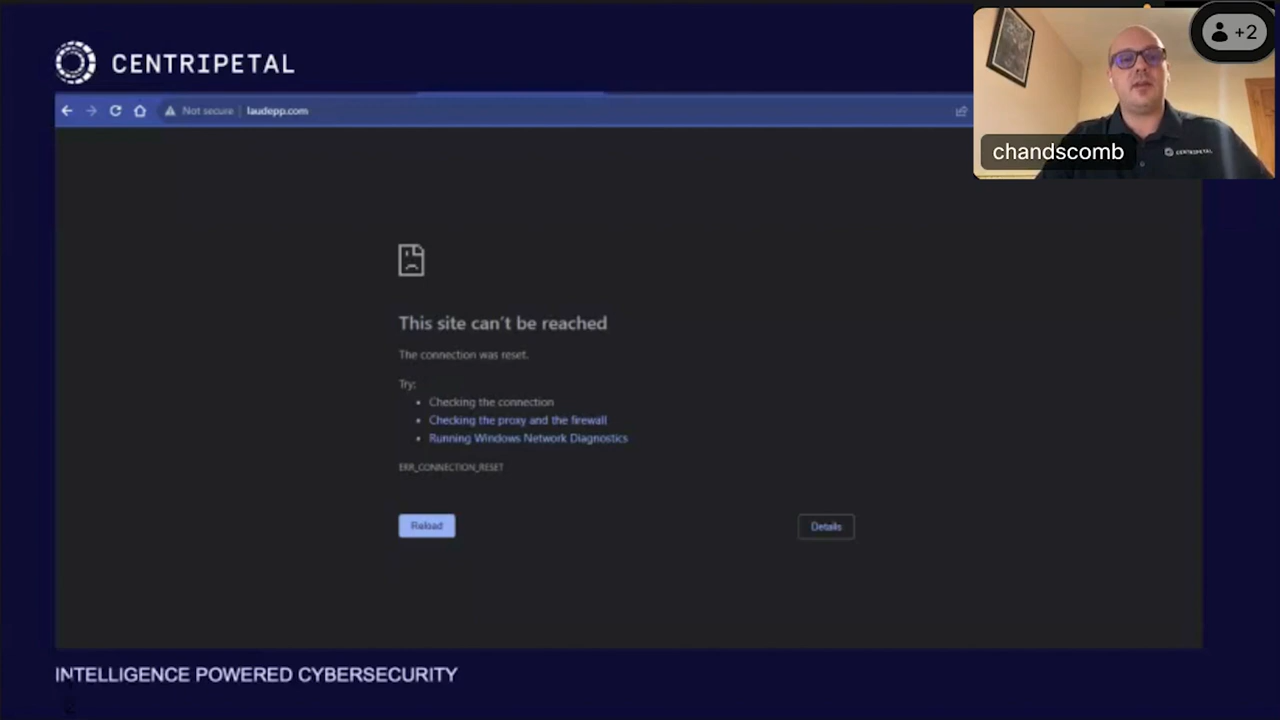 CENTRIPETAL
+2
Not secure | laudepp.com
chandscomb
CENTRIPETAL
This site can't be reached
The connection was reset.
Try:
• Checking the connection
• Checking the proxy and the firewall
• Running Windows Network Diagnostics
ERR_CONNECTION_RESET
Reload
Details
INTELLIGENCE POWERED CYBERSECURITY